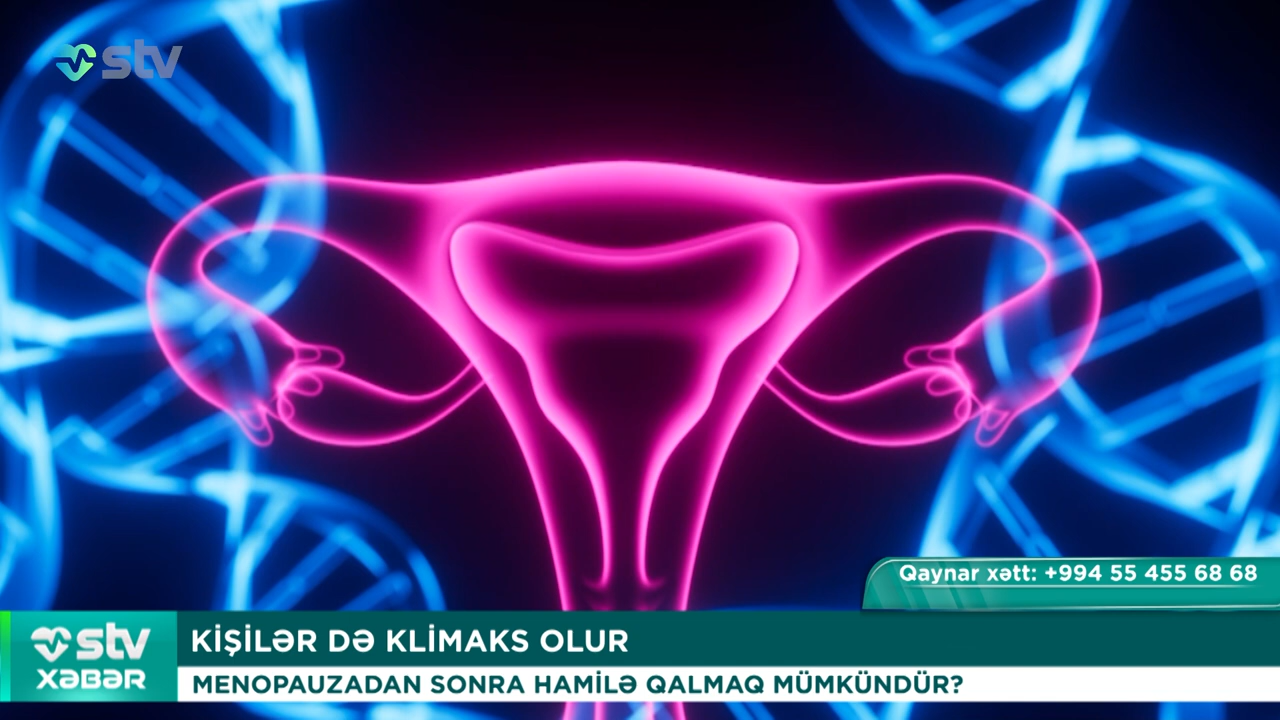 stv
Qaynar xətt: +994 55 455 68 68
stv
XƏBƏR
KİŞİLƏR DƏ KLİMAKS OLUR
MENOPAUZADAN SONRA HAMİLƏ QALMAQ MÜMKÜNDÜR?